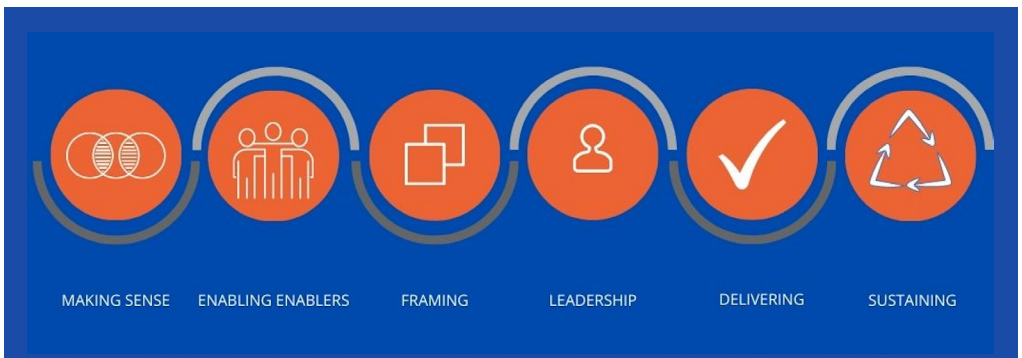 MAKING SENSE
ENABLING ENABLERS
FRAMING
LEADERSHIP
DELIVERING
SUSTAINING